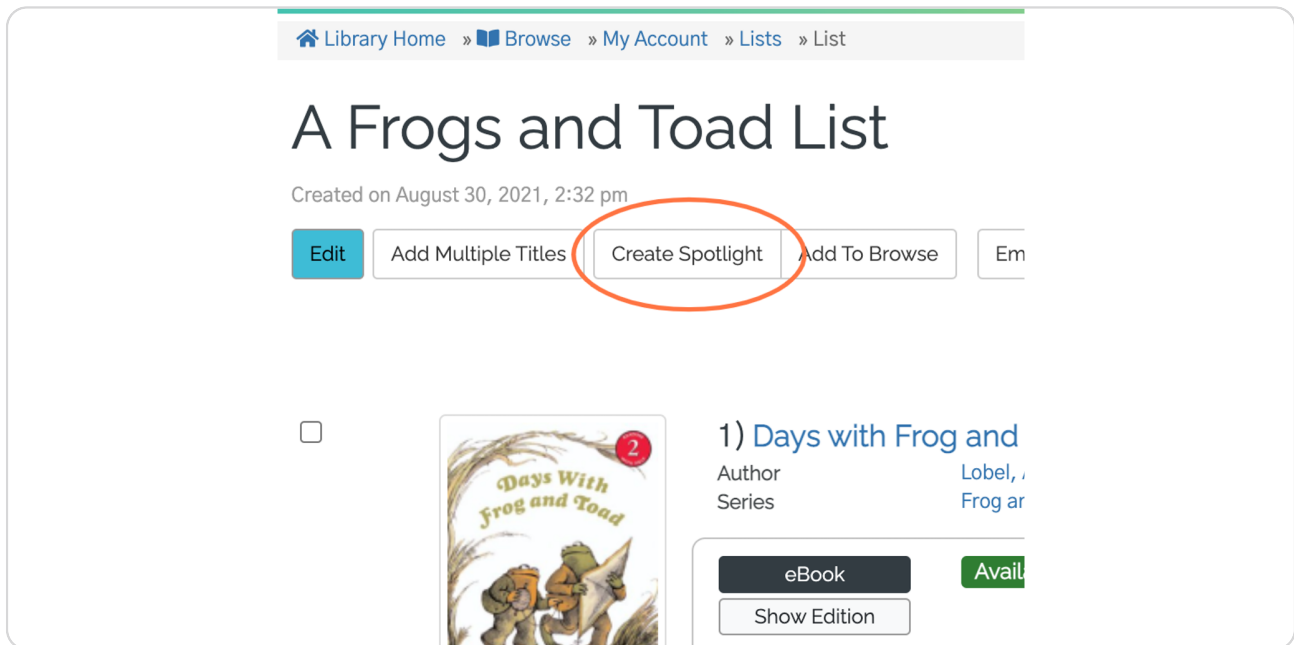 Library Home » Browse » My Account » Lists » List
A Frogs and Toad List
Created on August 30, 2021, 2:32 pm
Edit Add Multiple Titles Create Spotlight Add To Browse Em
1) Days with Frog and
Author Lobel,
Series Frog an
2
Days With
Frog and Toad
eBook Avail
Show Edition